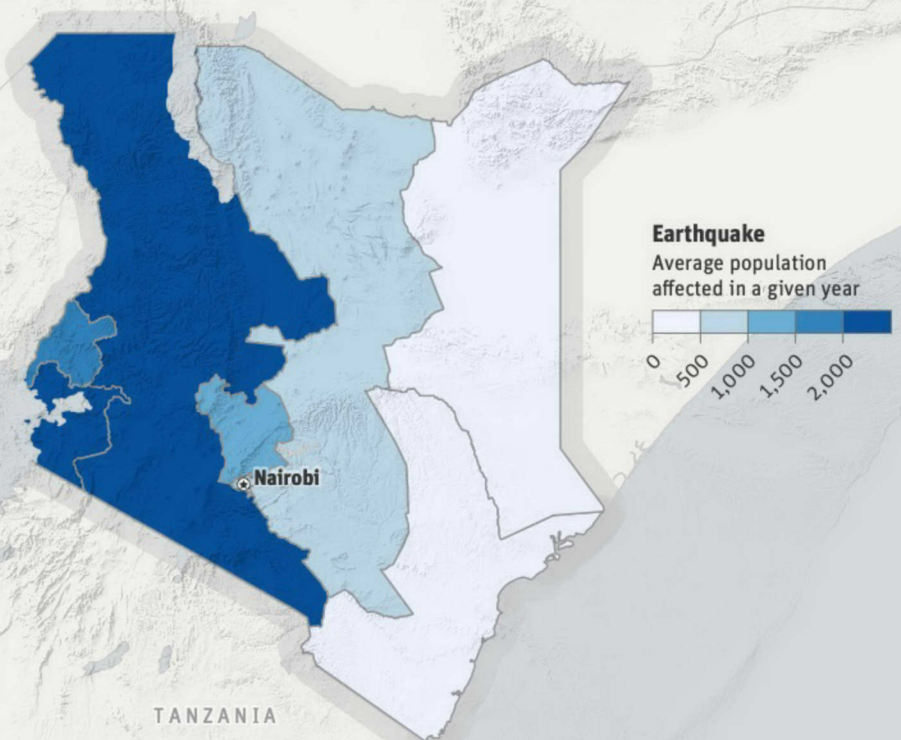 Earthquake
Average population
affected in a given year
0
500
1,000
1,500
2,000
Nairobi
TANZANIA